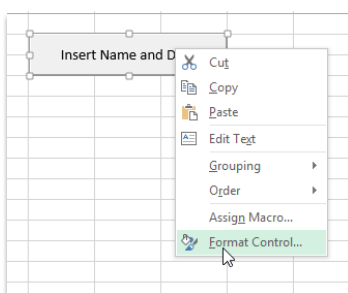 Insert Name and D
Cut
Copy
Paste
Edit Text
Grouping
Order
Assign Macro...
Format Control...